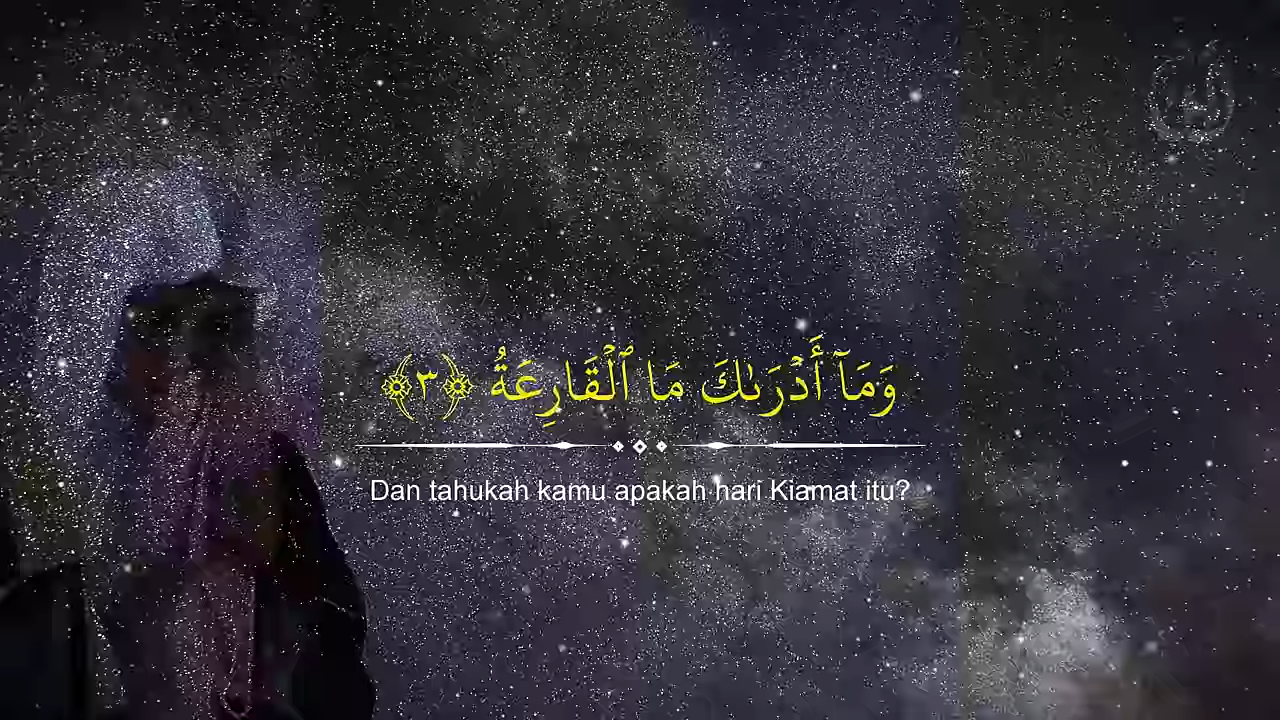 وَمَآ أَدْرَىٰكَ مَا ٱلْقَارِعَةُ ﴿٣﴾
Dan tahukah kamu apakah hari Kiamat itu?